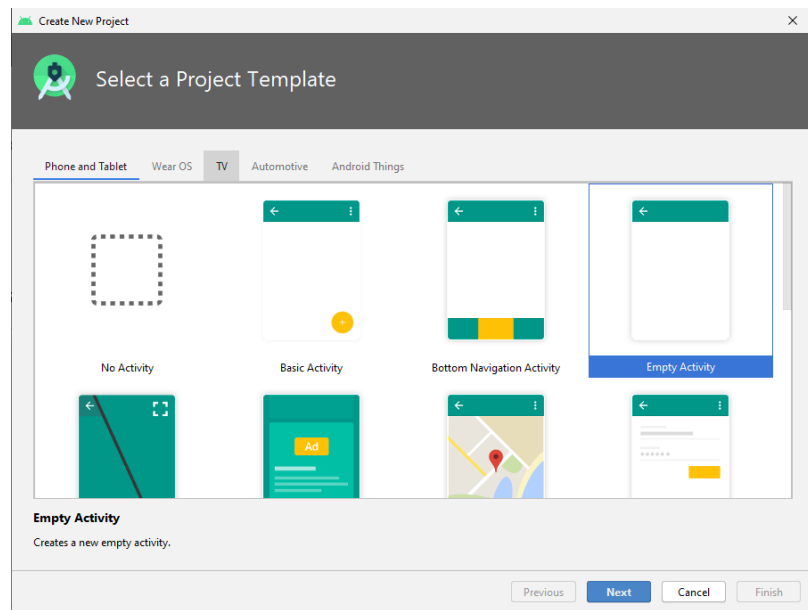 Create New Project
Select a Project Template
Phone and Tablet Wear OS TV Automotive Android Things
No Activity Basic Activity Bottom Navigation Activity Empty Activity
Ad
Empty Activity
Creates a new empty activity.
Previous Next Cancel Finish